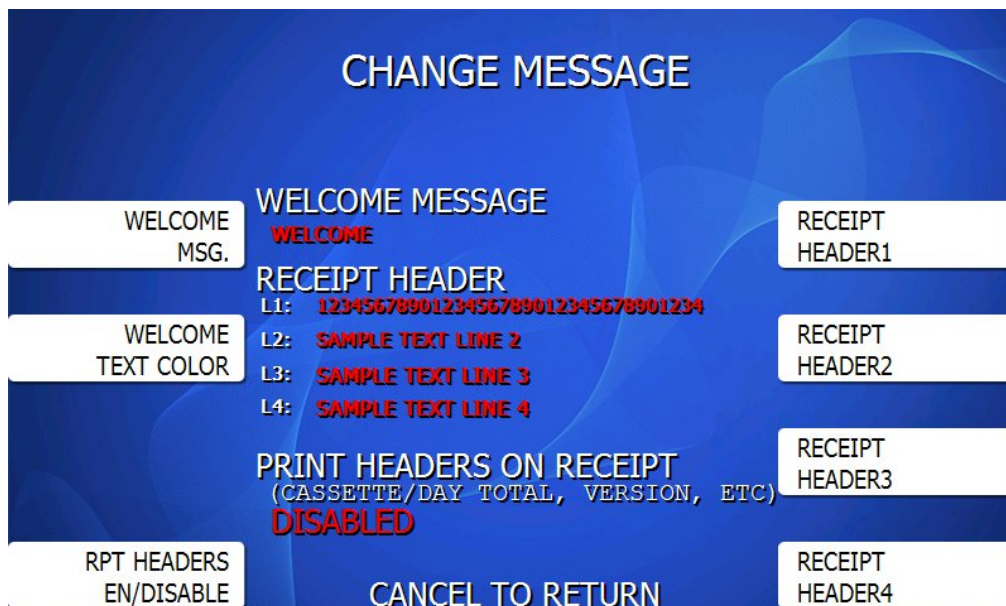 CHANGE MESSAGE
WELCOME
MSG.
WELCOME MESSAGE
WELCOME
RECEIPT
HEADER1
RECEIPT HEADER
L1: 1234567890123456789012345678901234
WELCOME
TEXT COLOR
L2: SAMPLE TEXT LINE 2
L3: SAMPLE TEXT LINE 3
L4: SAMPLE TEXT LINE 4
RECEIPT
HEADER2
PRINT HEADERS ON RECEIPT
(CASSETTE/DAY TOTAL, VERSION, ETC)
DISABLED
RECEIPT
HEADER3
RPT HEADERS
EN/DISABLE
CANCEL TO RETURN
RECEIPT
HEADER4